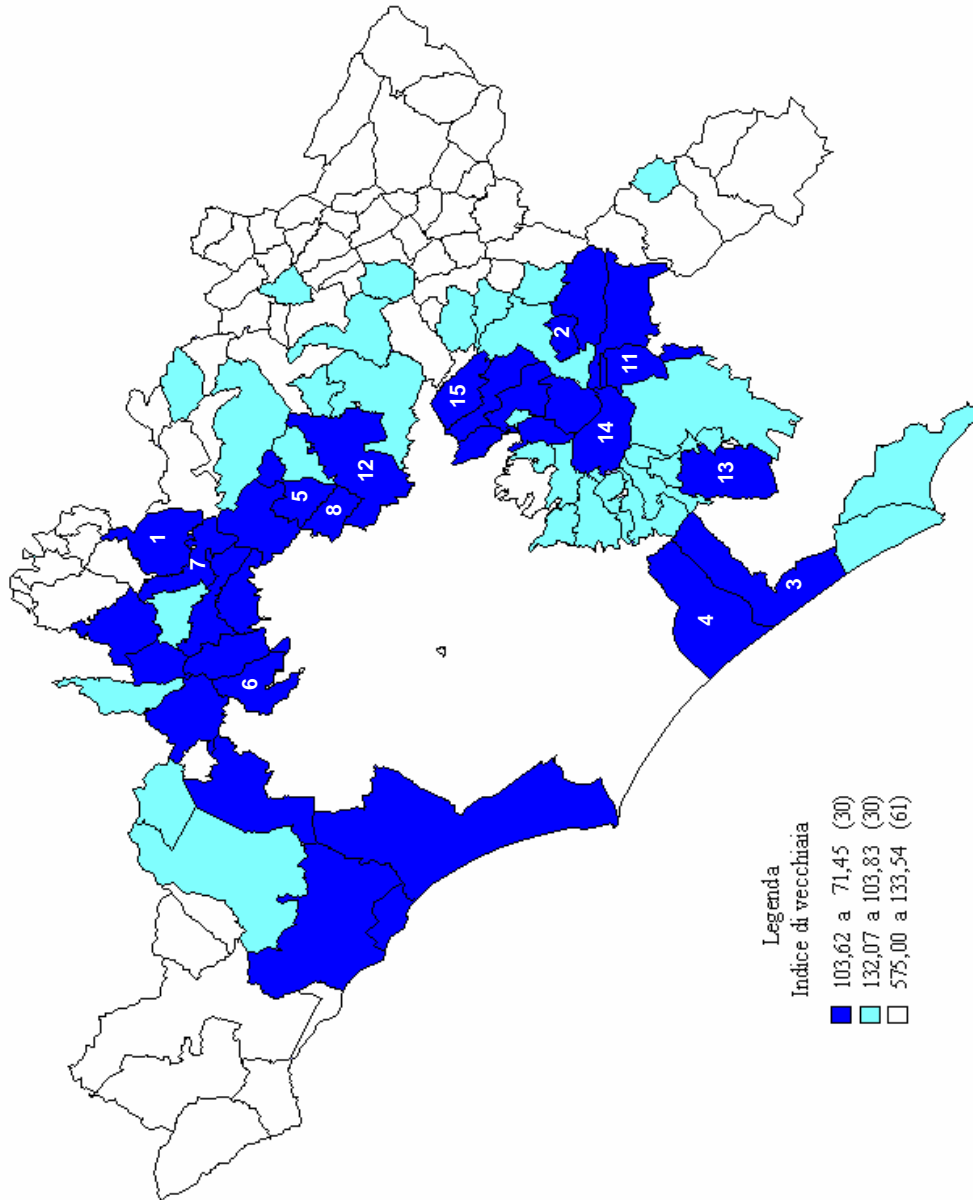 1
7
5
8
12
6
15
2
11
14
13
4
3
Legenda
Indice di vecchiaia
103,62 a 71,45 (30)
132,07 a 103,83 (30)
575,00 a 133,54 (61)